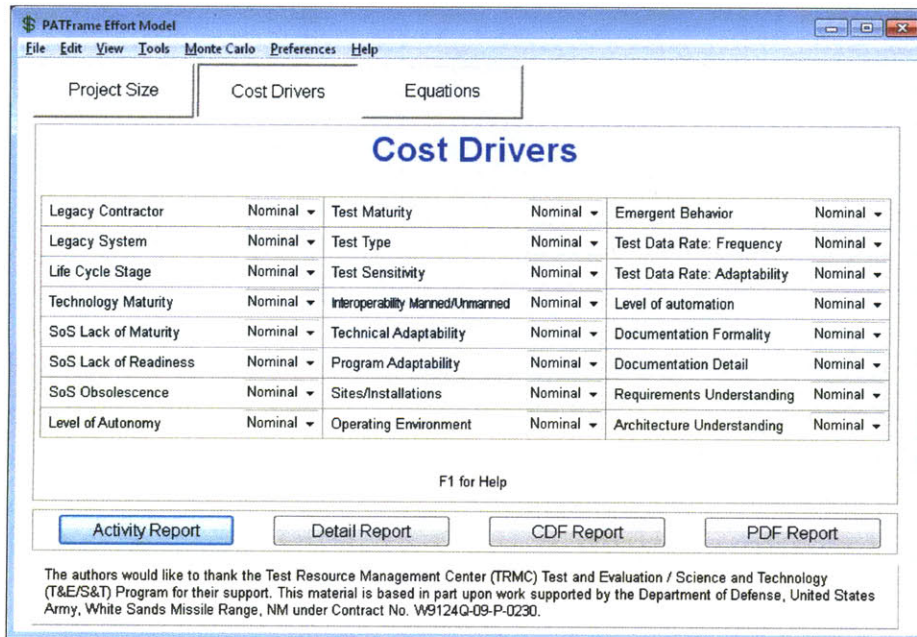 PATFrame Effort Model
File Edit View Tools Monte Carlo Preferences Help
Project Size Cost Drivers Equations
Cost Drivers
Legacy Contractor Nominal Test Maturity Nominal Emergent Behavior Nominal
Legacy System Nominal Test Type Nominal Test Data Rate: Frequency Nominal
Life Cycle Stage Nominal Test Sensitivity Nominal Test Data Rate: Adaptability Nominal
Technology Maturity Nominal Interoperability Manned/Unmanned Nominal Level of automation Nominal
SoS Lack of Maturity Nominal Technical Adaptability Nominal Documentation Formality Nominal
SoS Lack of Readiness Nominal Program Adaptability Nominal Documentation Detail Nominal
SoS Obsolescence Nominal Sites/Installations Nominal Requirements Understanding Nominal
Level of Autonomy Nominal Operating Environment Nominal Architecture Understanding Nominal
F1 for Help
Activity Report Detail Report CDF Report PDF Report
The authors would like to thank the Test Resource Management Center (TRMC) Test and Evaluation / Science and Technology
(T&E/S&T) Program for their support. This material is based in part upon work supported by the Department of Defense, United States
Army, White Sands Missile Range, NM under Contract No. W9124Q-09-P-0230.